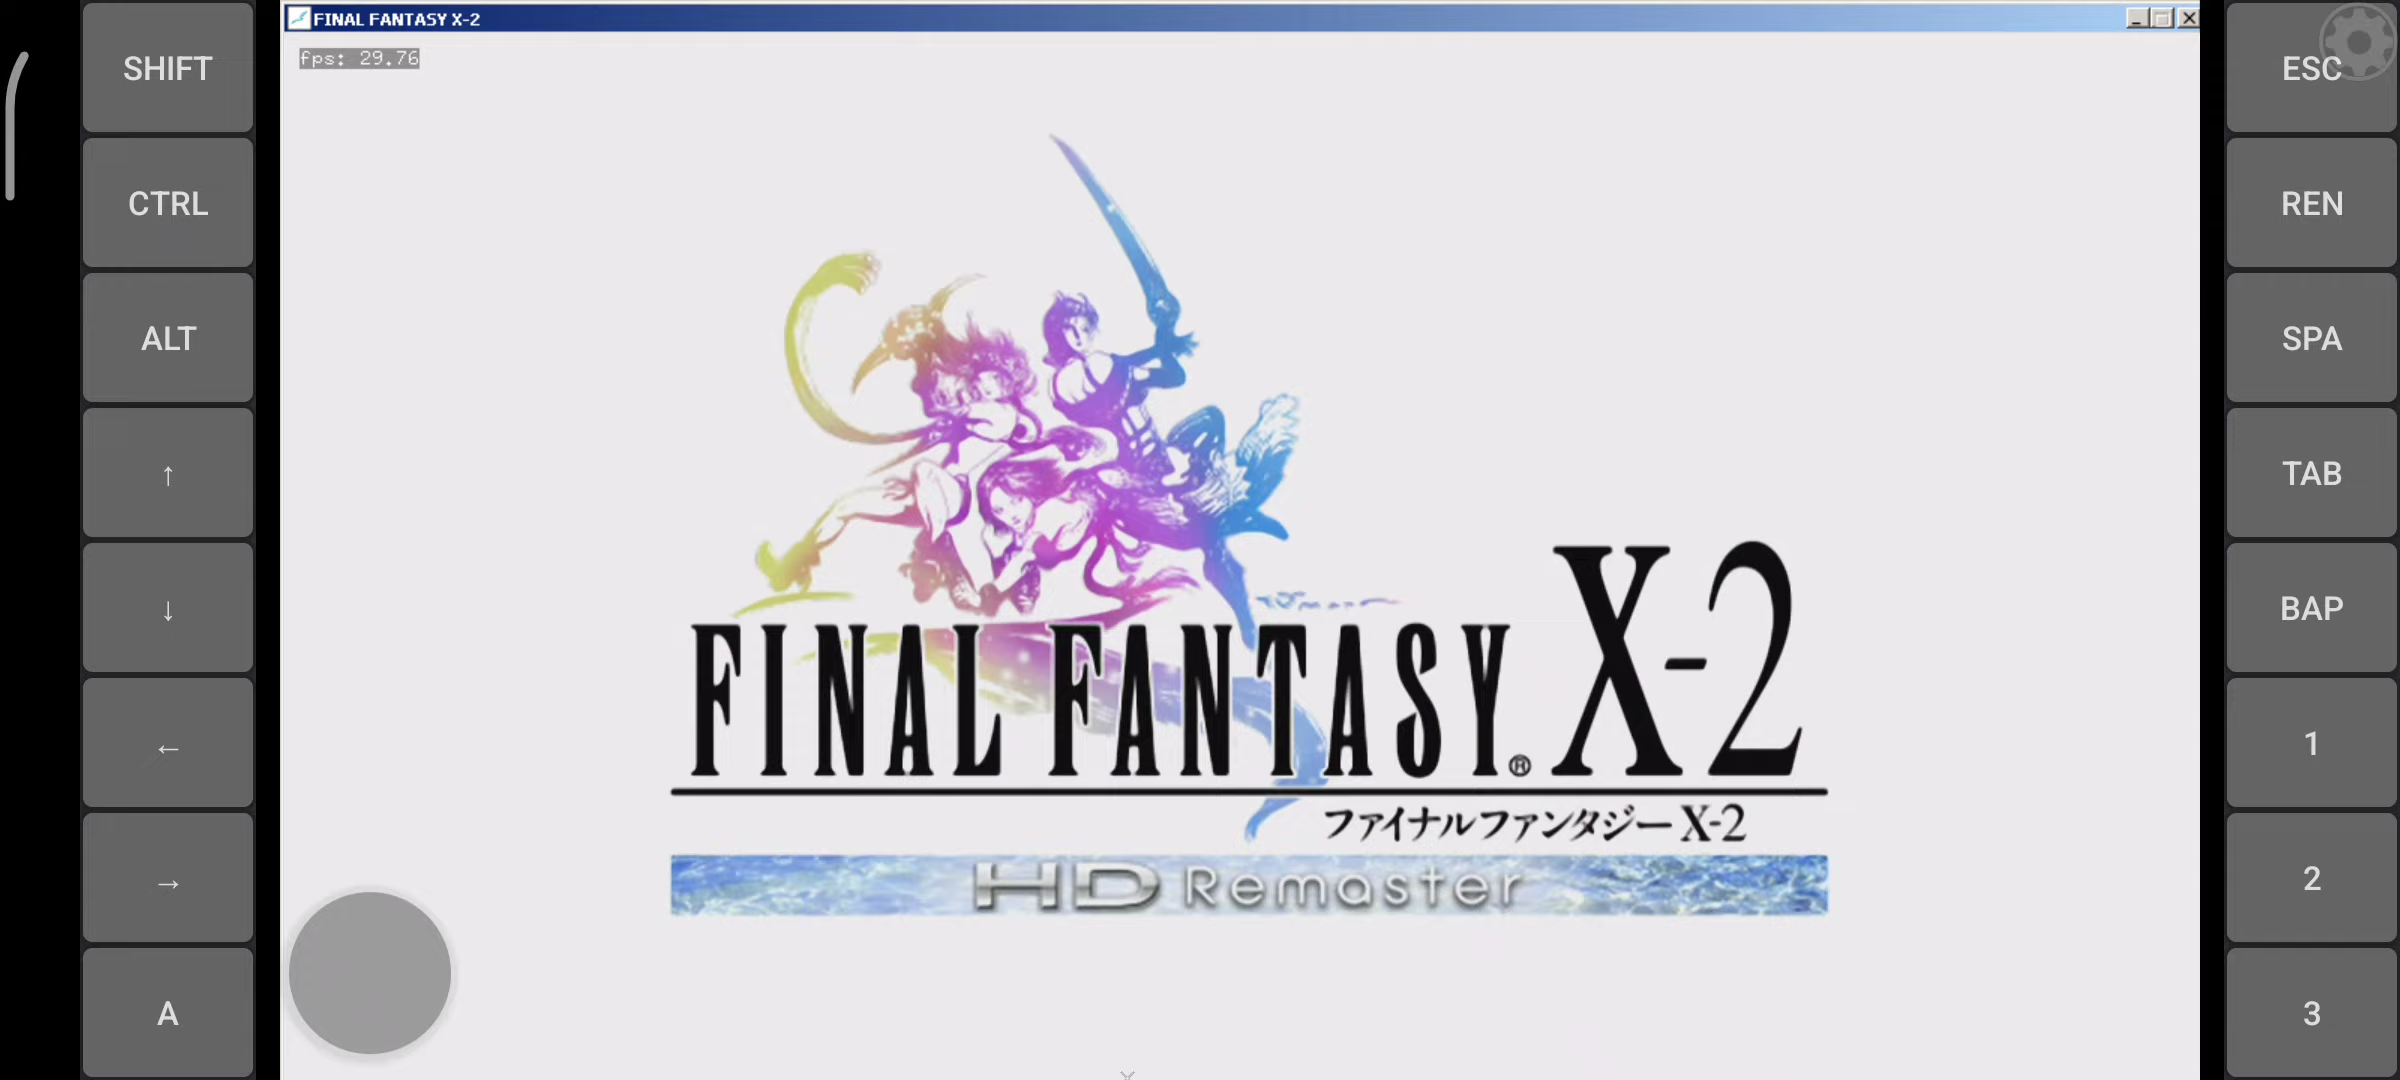 FINAL FANTASY X-2
fps: 29.76
SHIFT
CTRL
ALT
↑
↓
←
→
A
FINAL FANTASY® X-2
ファイナルファンタジーX-2
HD Remaster
ESC
REN
SPA
TAB
BAP
1
2
3